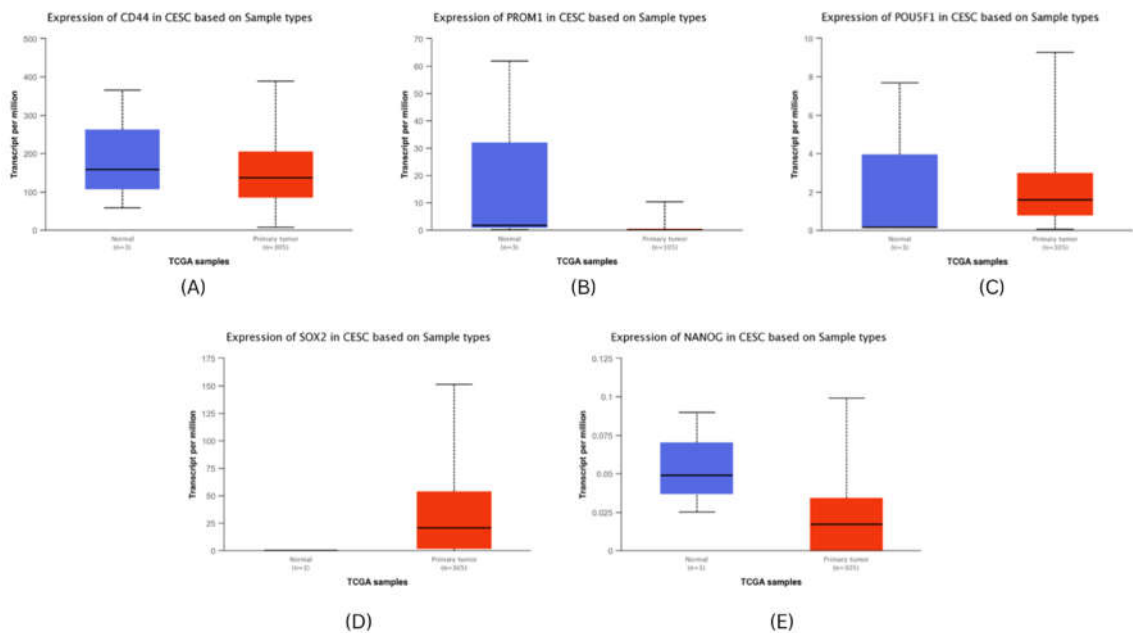 Expression of CD44 in CESC based on Sample types
Transcript per million
500
400
300
200
100
0
Normal
(n=3)
Primary tumor
(n=305)
TCGA samples
(A)
Expression of PROM1 in CESC based on Sample types
Transcript per million
70
60
50
40
30
20
10
0
Normal
(n=3)
Primary tumor
(n=305)
TCGA samples
(B)
Expression of POU5F1 in CESC based on Sample types
Transcript per million
10
8
6
4
2
0
Normal
(n=3)
Primary tumor
(n=305)
TCGA samples
(C)
Expression of SOX2 in CESC based on Sample types
Transcript per million
175
150
125
100
75
50
25
0
Normal
(n=3)
Primary tumor
(n=305)
TCGA samples
(D)
Expression of NANOG in CESC based on Sample types
Transcript per million
0.125
0.1
0.075
0.05
0.025
0
Normal
(n=3)
Primary tumor
(n=305)
TCGA samples
(E)